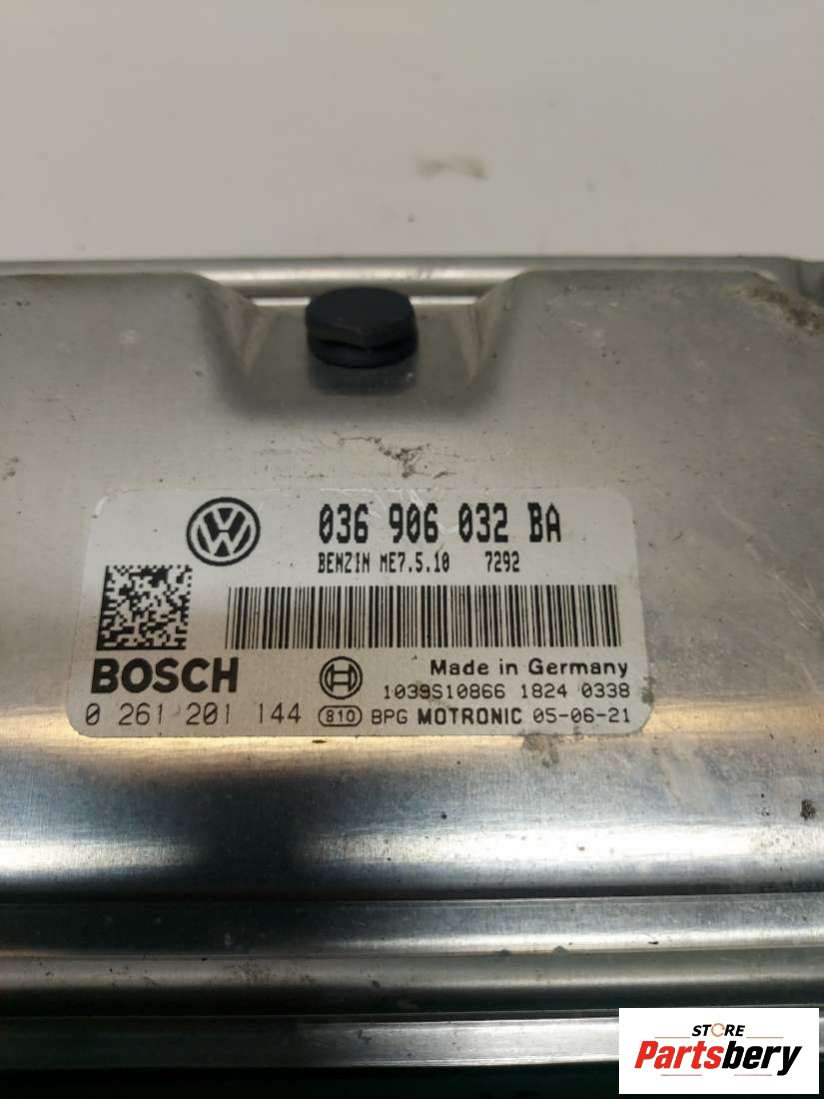 VW
036 906 032 BA
BENZIN ME7.5.10 7292
BOSCH
Made in Germany
1039S10866 1824 0338
0 261 201 144 810 BPG MOTRONIC 05-06-21
STORE
Partsbery